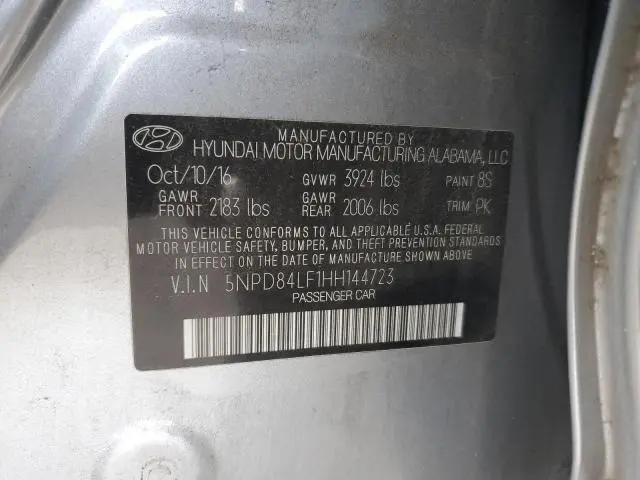 MANUFACTURED BY
HYUNDAI MOTOR MANUFACTURING ALABAMA, LLC
Oct/10/16 GVWR 3924 lbs PAINT 8S
GAWR FRONT 2183 lbs GAWR REAR 2006 lbs TRIM PK
THIS VEHICLE CONFORMS TO ALL APPLICABLE U.S.A. FEDERAL
MOTOR VEHICLE SAFETY, BUMPER, AND THEFT PREVENTION STANDARDS
IN EFFECT ON THE DATE OF MANUFACTURE SHOWN ABOVE.
V.I.N 5NPD84LF1HH144723
PASSENGER CAR